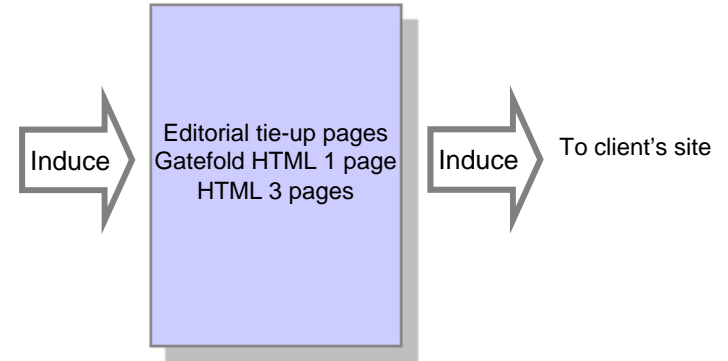 Induce
Editorial tie-up pages
Gatefold HTML 1 page
HTML 3 pages
Induce
To client's site